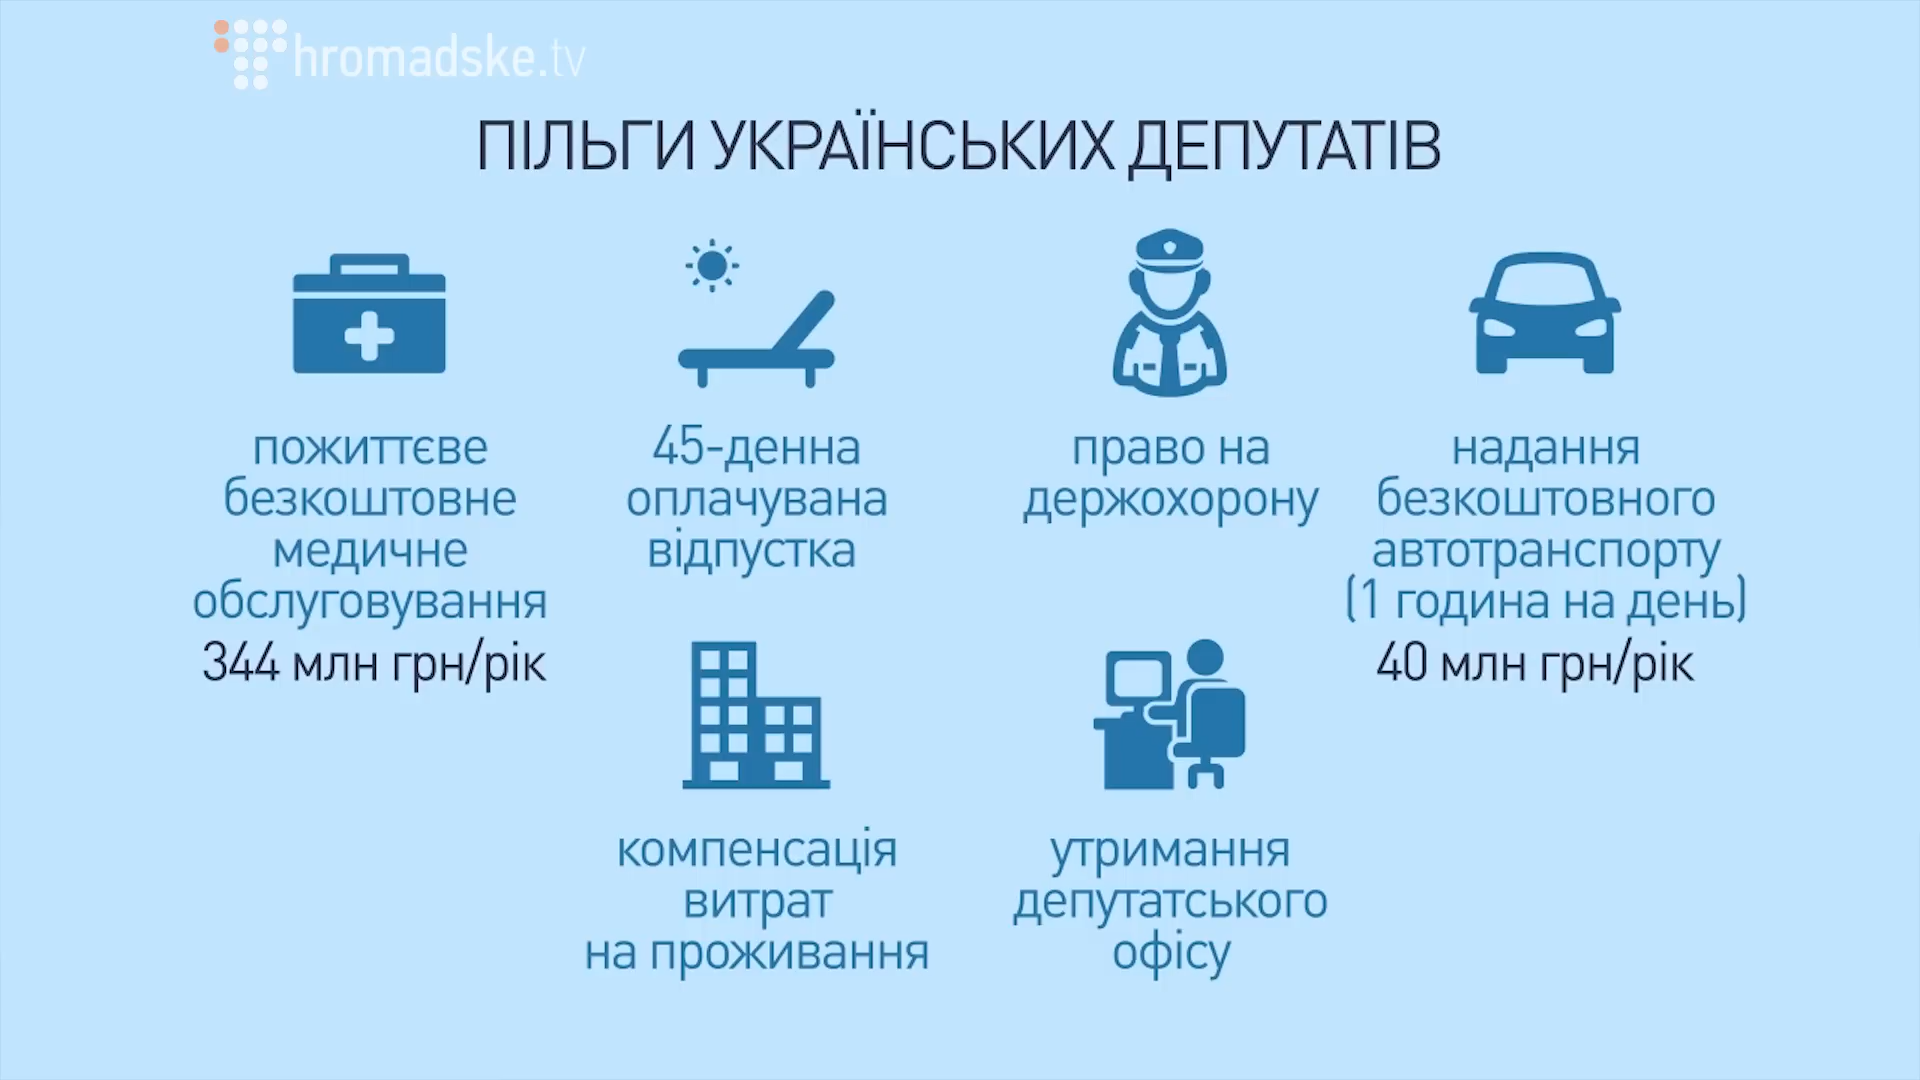 hromadske.tv
ПІЛЬГИ УКРАЇНСЬКИХ ДЕПУТАТІВ
пожиттєве
безкоштовне
медичне
обслуговування
344 млн грн/рік
45-денна
оплачувана
відпустка
право на
держохорону
надання
безкоштовного
автотранспорту
(1 година на день)
40 млн грн/рік
компенсація
витрат
на проживання
утримання
депутатського
офісу